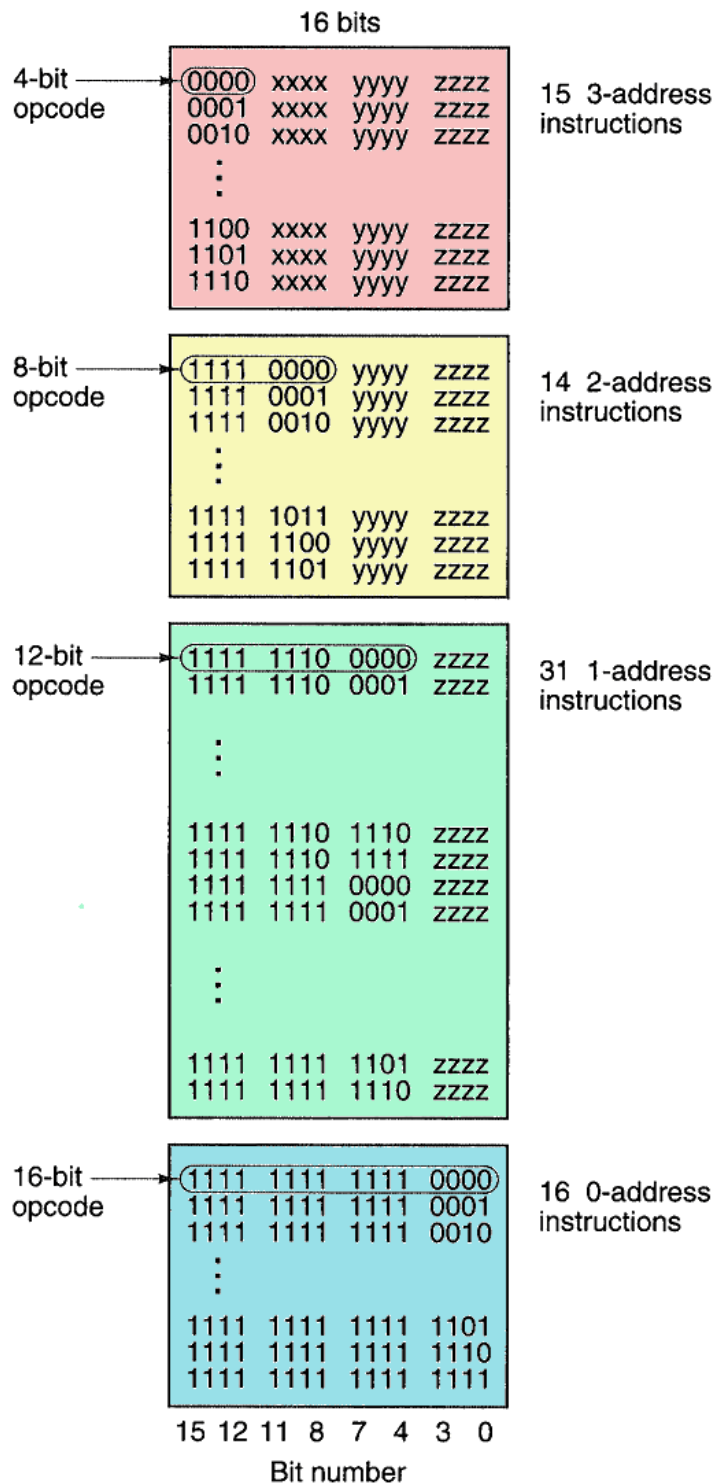 16 bits
4-bit opcode
0000 xxxx yyyy zzzz
0001 xxxx yyyy zzzz
0010 xxxx yyyy zzzz
⋮
1100 xxxx yyyy zzzz
1101 xxxx yyyy zzzz
1110 xxxx yyyy zzzz
15 3-address
instructions
8-bit
opcode
1111 0000 yyyy zzzz
1111 0001 yyyy zzzz
1111 0010 yyyy zzzz
⋮
1111 1011 yyyy zzzz
1111 1100 yyyy zzzz
1111 1101 yyyy zzzz
14 2-address
instructions
12-bit
opcode
1111 1110 0000 zzzz
1111 1110 0001 zzzz
⋮
1111 1110 1110 zzzz
1111 1110 1111 zzzz
1111 1111 0000 zzzz
1111 1111 0001 zzzz
⋮
1111 1111 1101 zzzz
1111 1111 1110 zzzz
31 1-address
instructions
16-bit
opcode
1111 1111 1111 0000
1111 1111 1111 0001
1111 1111 1111 0010
⋮
1111 1111 1111 1101
1111 1111 1111 1110
1111 1111 1111 1111
16 0-address
instructions
15 12 11 8 7 4 3 0
Bit number